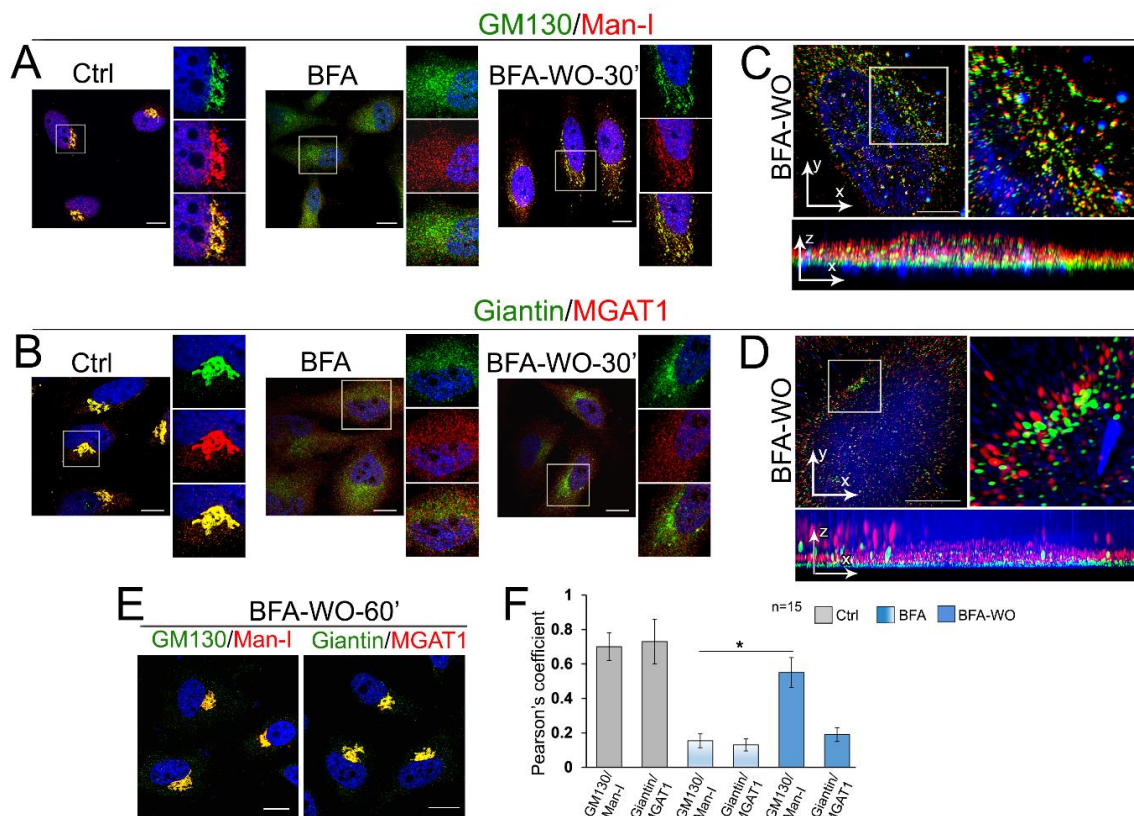 GM130/Man-I
A
Ctrl
BFA
BFA-WO-30'
C
BFA-WO
y
x
z
x
Giantin/MGAT1
B
Ctrl
BFA
BFA-WO-30'
D
BFA-WO
y
x
z
x
E
BFA-WO-60'
GM130/Man-I
Giantin/MGAT1
F
Pearson's coefficient
1
0.8
0.6
0.4
0.2
0
*
n=15
Ctrl
BFA
BFA-WO
GM130/
Man-I
Giantin/
MGAT1
GM130/
Man-I
Giantin/
MGAT1
GM130/
Man-I
Giantin/
MGAT1